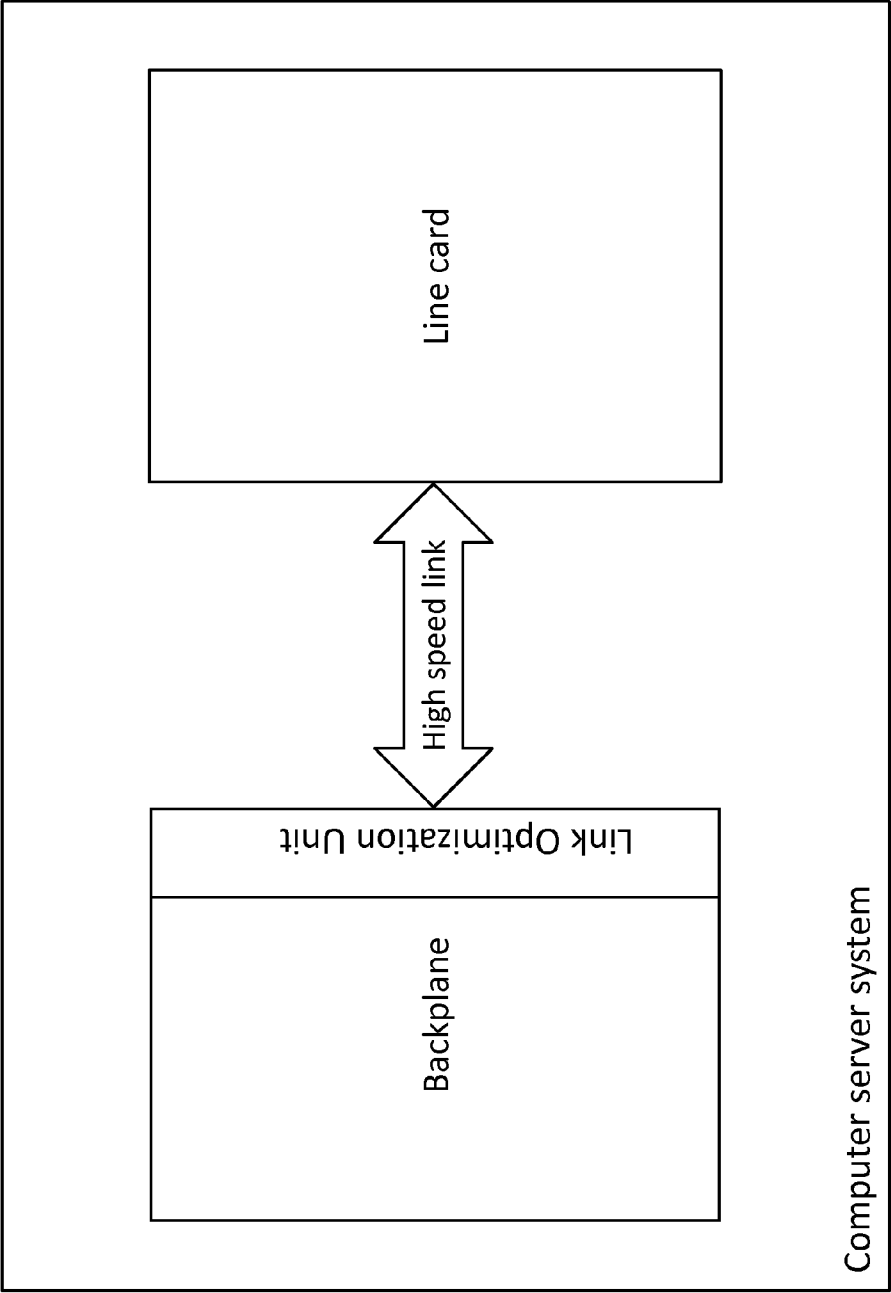 Backplane
Link Optimization Unit
High speed link
Line card
Computer server system